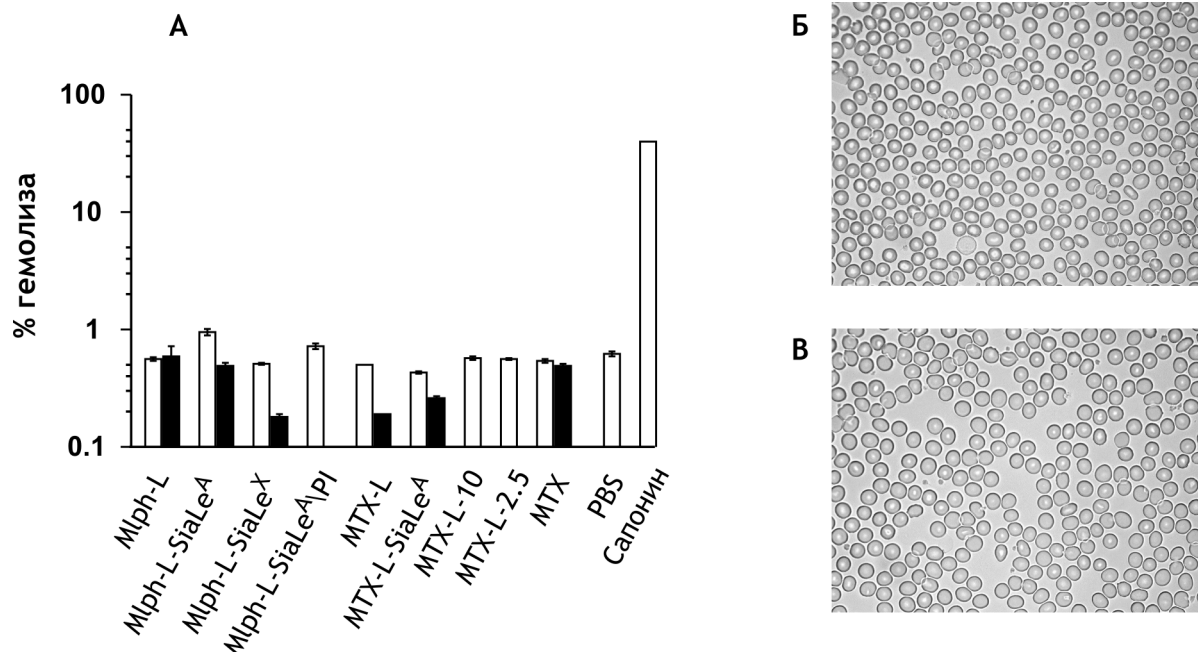 А
Б
В
% гемолиза
100
10
1
0.1
Mlph-L
Mlph-L-SiaLeᴬ
Mlph-L-SiaLeˣ
Mlph-L-SiaLeᴬ\PI
MTX-L
MTX-L-SiaLeᴬ
MTX-L-10
MTX-L-2.5
MTX
PBS
Сапонин